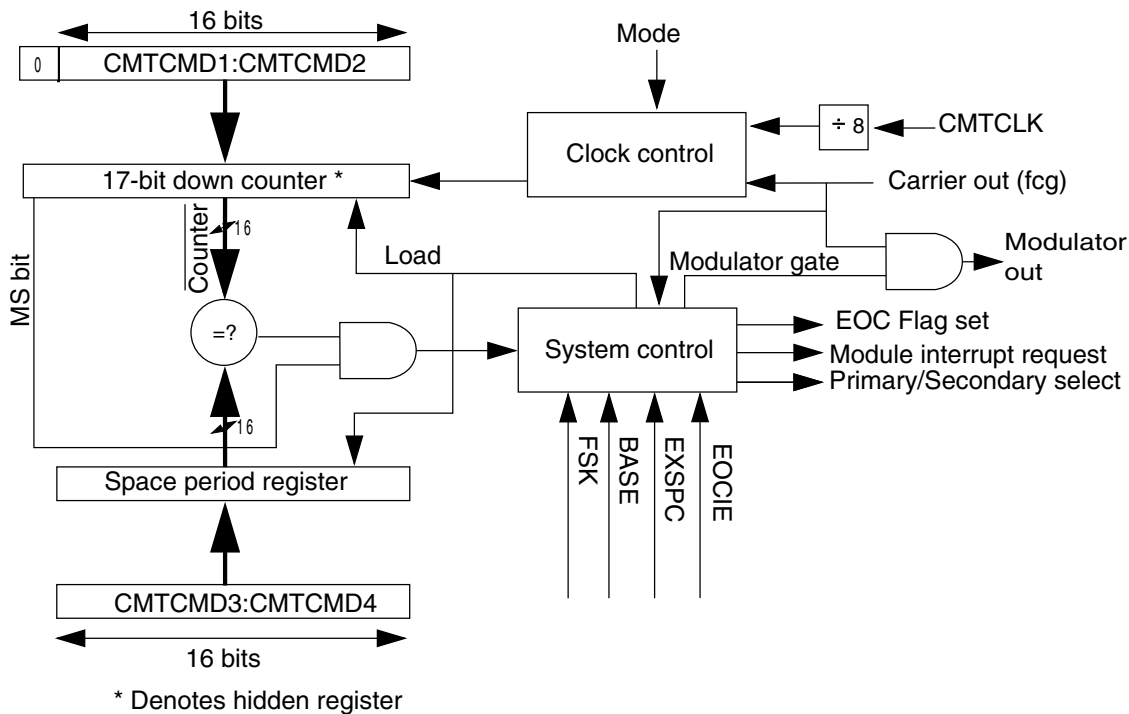 16 bits
0 CMTCMD1:CMTCMD2
Mode
÷ 8
CMTCLK
Clock control
17-bit down counter *
Carrier out (fcg)
16
Counter
MS bit
Load
Modulator gate
Modulator
out
=?
System control
EOC Flag set
Module interrupt request
Primary/Secondary select
16
FSK
BASE
EXSPC
EOCIE
Space period register
CMTCMD3:CMTCMD4
16 bits
* Denotes hidden register